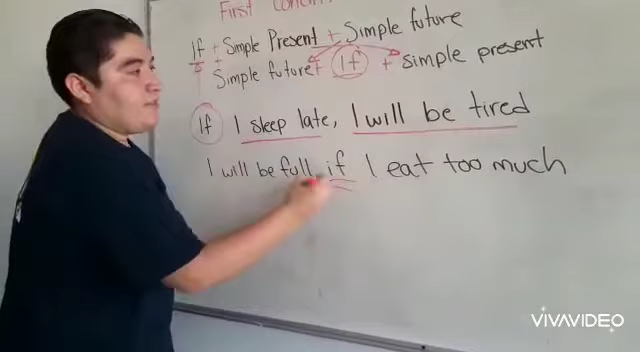 First
If + Simple Present + Simple future
Simple future + If + simple present
If I sleep late, I will be tired
I will be full if I eat too much
VIVAVIDEO